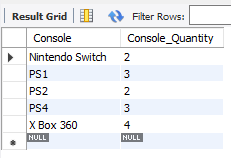 Result Grid Filter Rows:
Console Console_Quantity
Nintendo Switch 2
PS1 3
PS2 2
PS4 3
X Box 360 4
NULL NULL